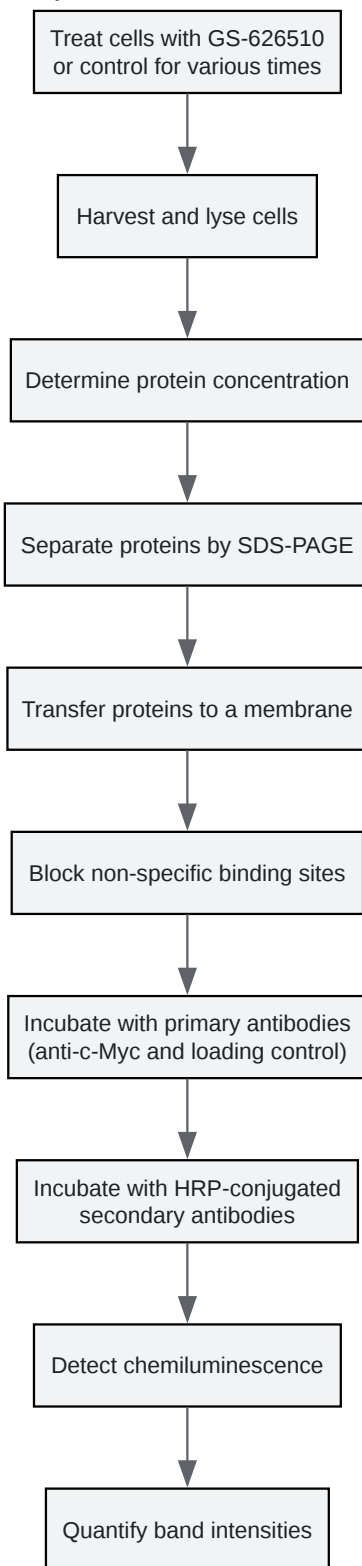 Treat cells with GS-626510
or control for various times
Harvest and lyse cells
Determine protein concentration
Separate proteins by SDS-PAGE
Transfer proteins to a membrane
Block non-specific binding sites
Incubate with primary antibodies
(anti-c-Myc and loading control)
Incubate with HRP-conjugated
secondary antibodies
Detect chemiluminescence
Quantify band intensities